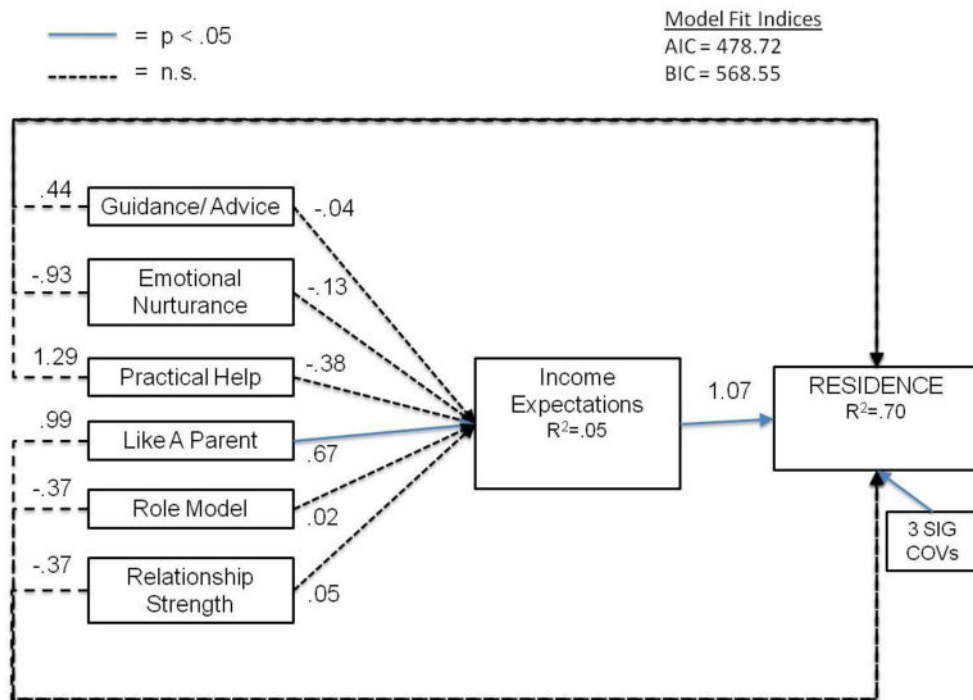 = p < .05
= n.s.
Model Fit Indices
AIC = 478.72
BIC = 568.55
.44
Guidance/ Advice
-.04
-.93
Emotional
Nurturance
-.13
1.29
Practical Help
-.38
.99
Like A Parent
.67
-.37
Role Model
.02
-.37
Relationship
Strength
.05
Income
Expectations
R²=.05
1.07
RESIDENCE
R²=.70
3 SIG
COVs